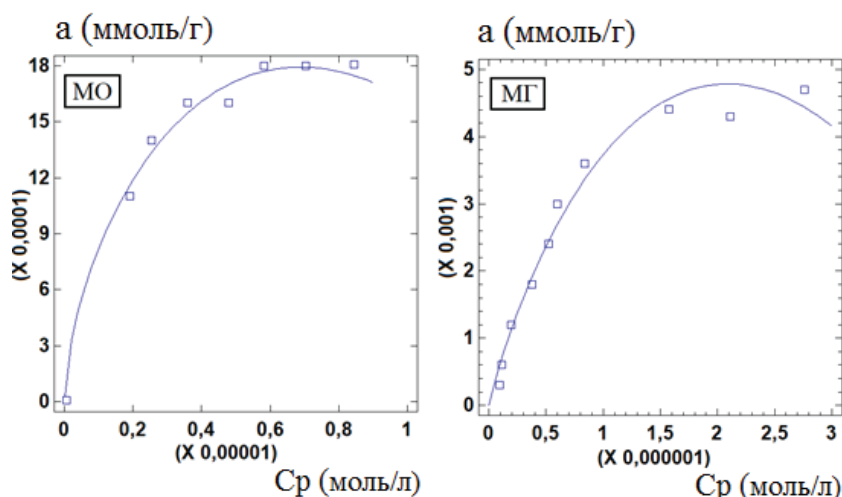 а (ммоль/г)
МО
18
15
12
9
6
3
0
(X 0,0001)
0 0,2 0,4 0,6 0,8 1
(X 0,00001)
Ср (моль/л)
а (ммоль/г)
МГ
5
4
3
2
1
0
(X 0,001)
0 0,5 1 1,5 2 2,5 3
(X 0,000001)
Ср (моль/л)